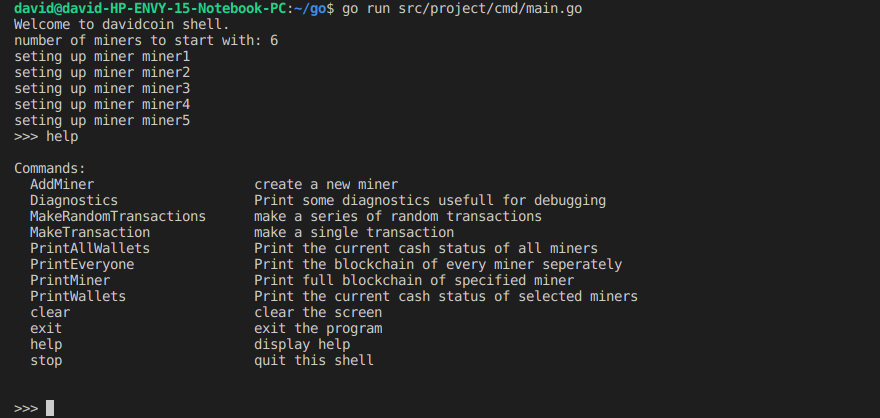 david@david-HP-ENVY-15-Notebook-PC:~/go$ go run src/project/cmd/main.go
Welcome to davidcoin shell.
number of miners to start with: 6
seting up miner miner1
seting up miner miner2
seting up miner miner3
seting up miner miner4
seting up miner miner5
>>> help
Commands:
AddMiner create a new miner
Diagnostics Print some diagnostics usefull for debugging
MakeRandomTransactions make a series of random transactions
MakeTransaction make a single transaction
PrintAllWallets Print the current cash status of all miners
PrintEveryone Print the blockchain of every miner seperately
PrintMiner Print full blockchain of specified miner
PrintWallets Print the current cash status of selected miners
clear clear the screen
exit exit the program
help display help
stop quit this shell
>>>